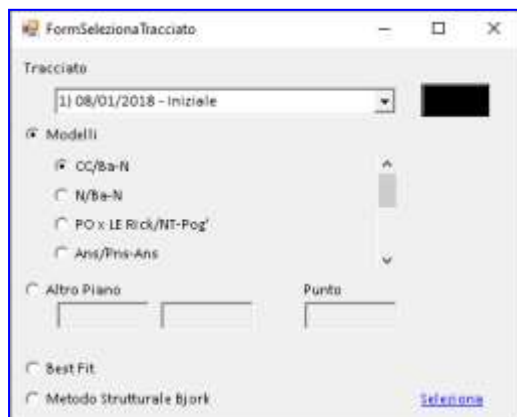 FormSelezionaTracciato
Tracciato
1) 08/01/2018 - Iniziale
Modelli
CC/Ba-N
N/Ba-N
PO x LE Rick/NT-Pog'
Ans/Pns-Ans
Altro Piano
Punto
Best Fit
Metodo Strutturale Bjork
Seleziona